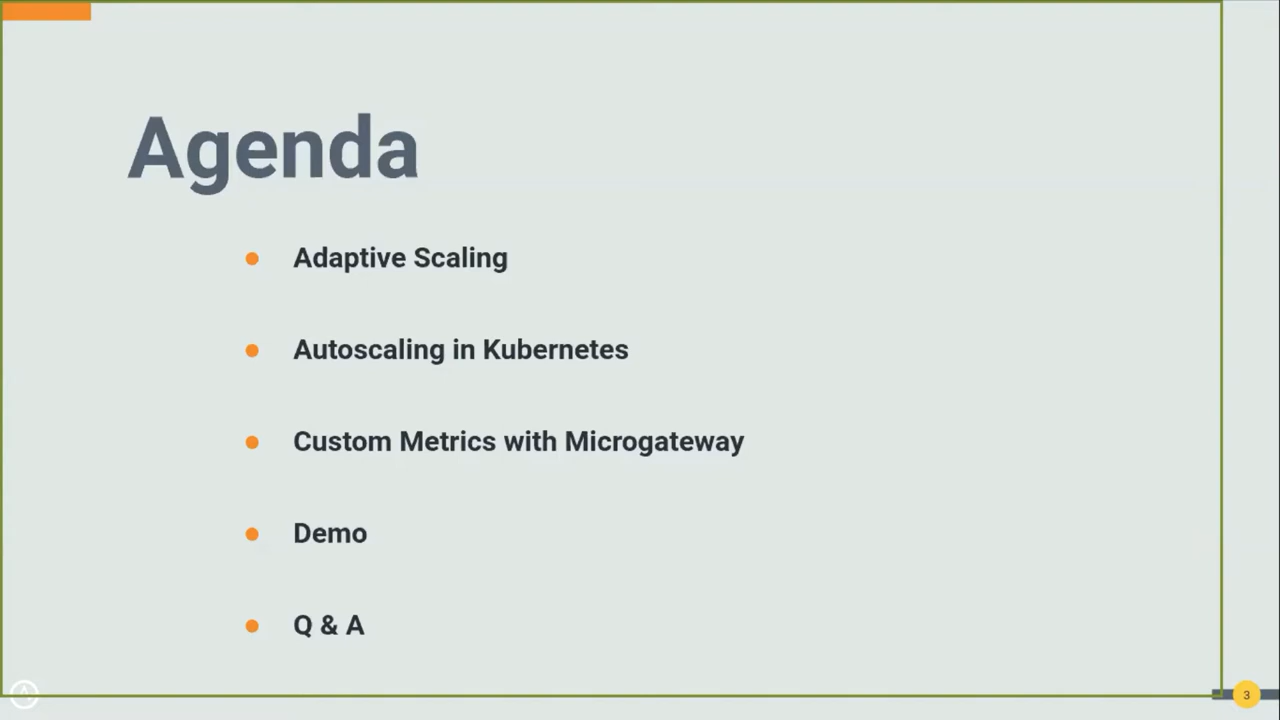 Agenda
Adaptive Scaling
Autoscaling in Kubernetes
Custom Metrics with Microgateway
Demo
Q & A
3